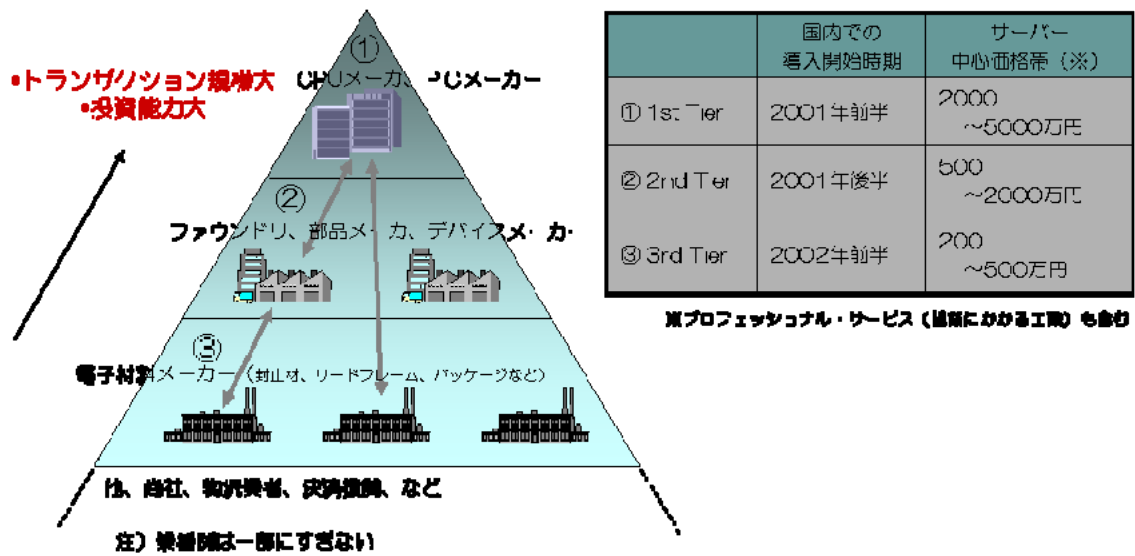 ①
・トランザクション規模大
・投資能力大
CPUメーカ、PCメーカー
②
ファウンドリ、部品メーカ、デバイスメーカ・
③
電子材料メーカー（封止材、リードフレーム、パッケージなど）
他、商社、物流業者、決済機関、など
注）業種は一部にすぎない
国内での
導入開始時期
サーバー
中心価格帯（※）
① 1st Tier
2001年前半
2000
～5000万円
② 2nd Tier
2001年後半
500
～2000万円
③ 3rd Tier
2002年前半
200
～500万円
※プロフェッショナル・サービス（にかかる工数）も含む